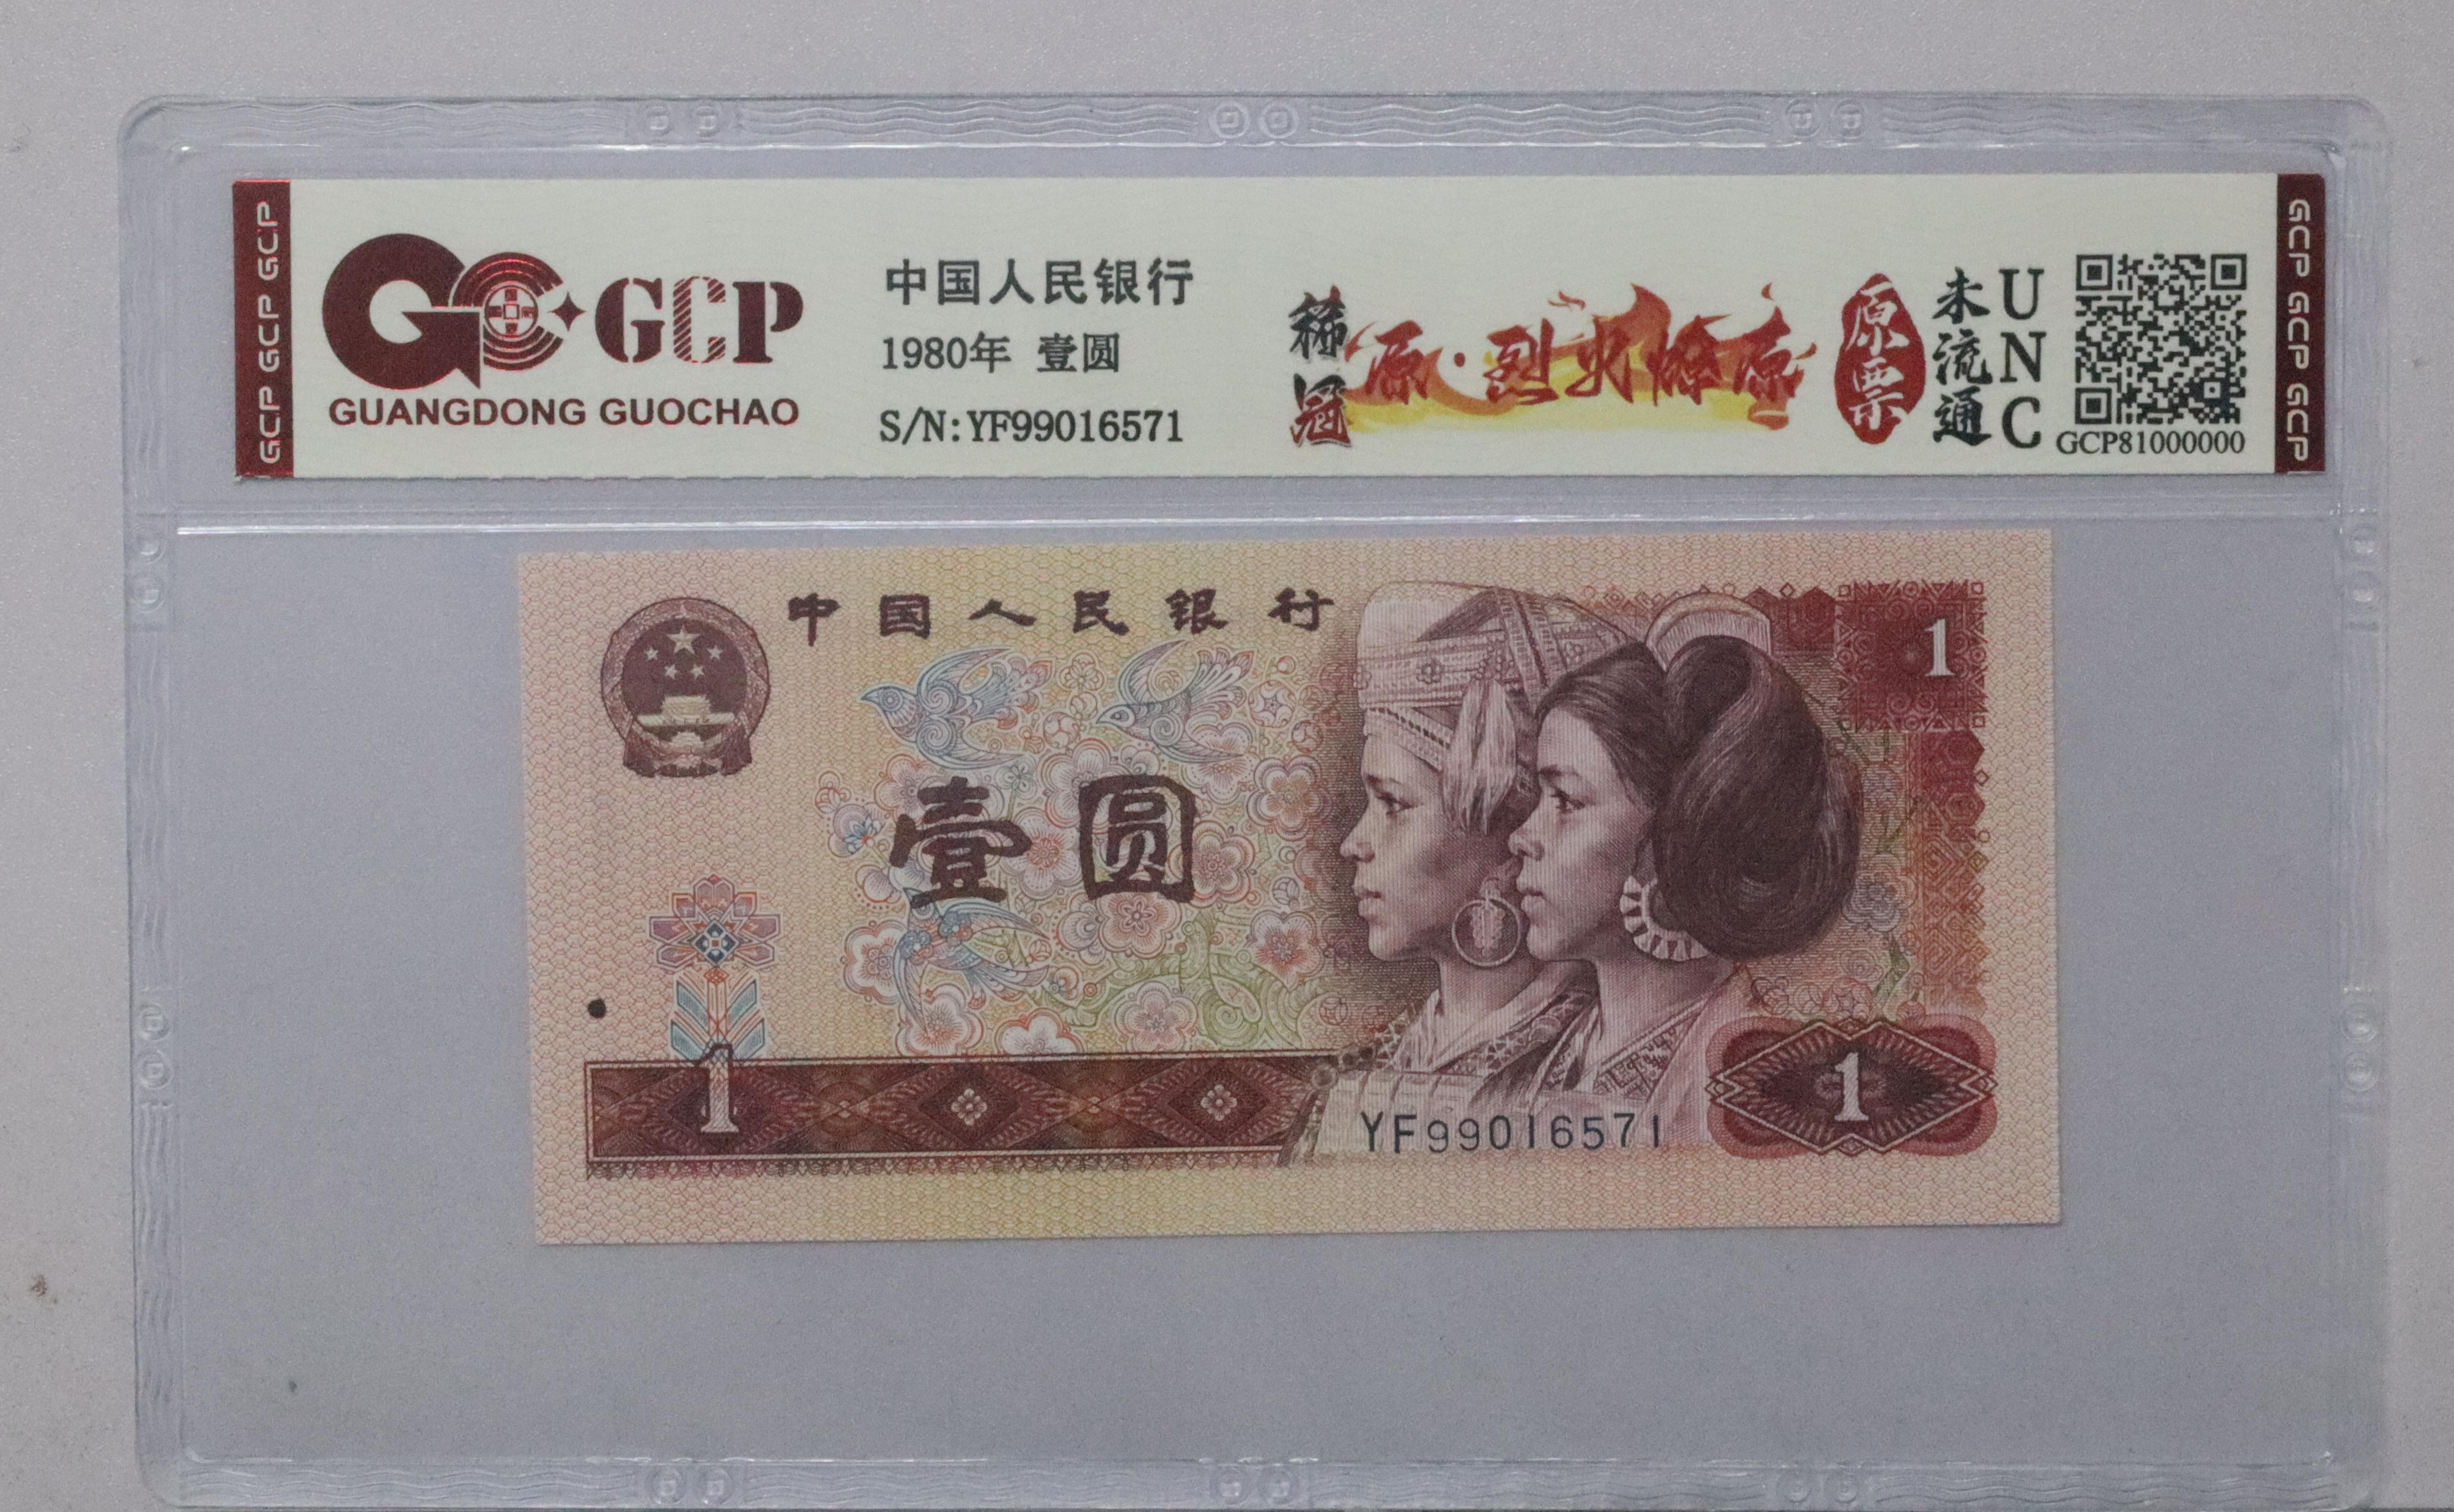 GCP GCP GCP
GCP
GUANGDONG GUOCHAO
中国人民银行
1980年 壹圆
S/N:YF99016571
稀冠
原·烈火燎原
原票
未流通
UNC
GCP81000000
GCP GCP GCP
中国人民银行
1
壹圆
1
YF99016571
1